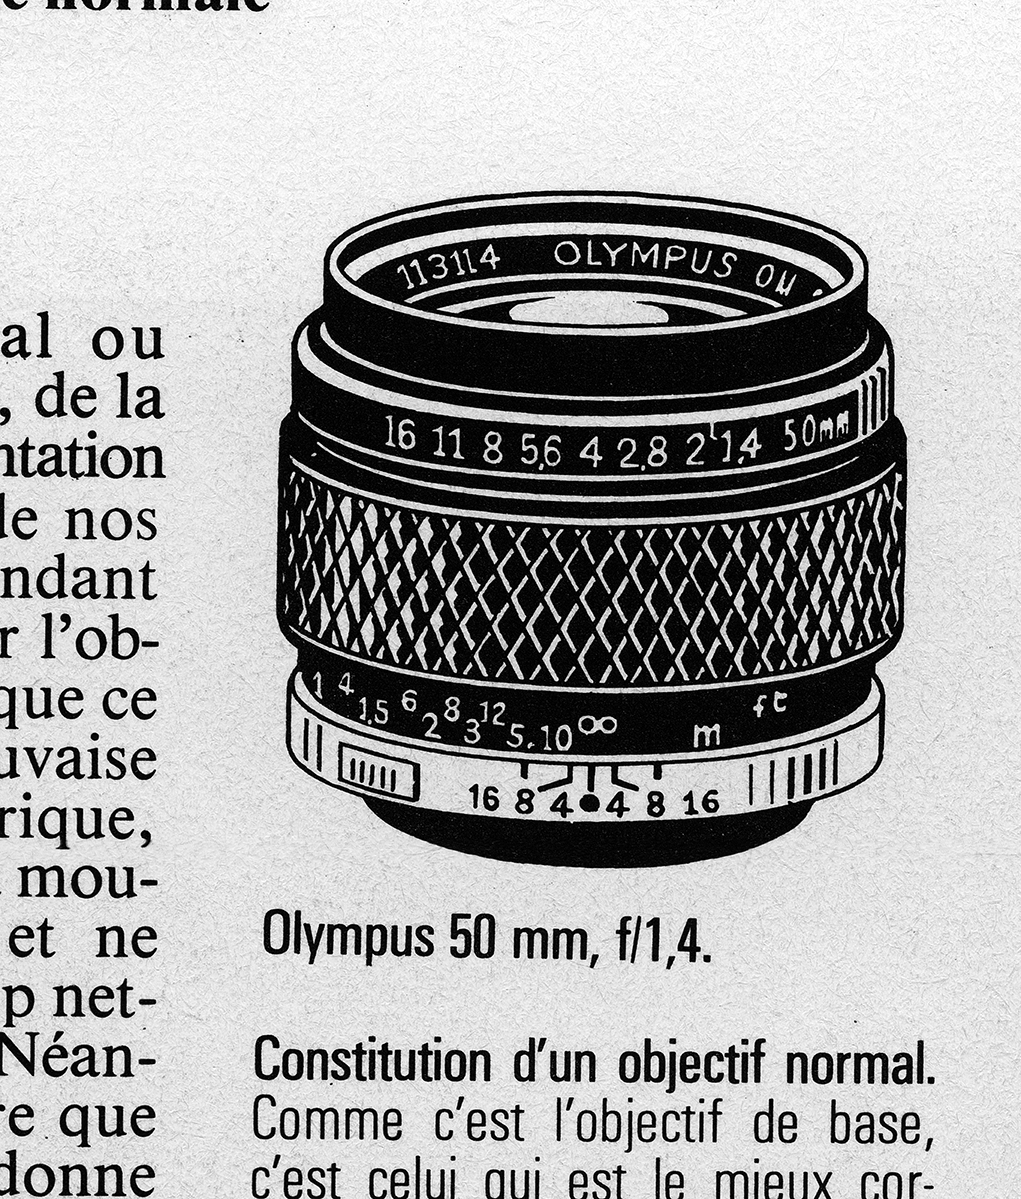 normale
al ou
, de la
ntation
de nos
ndant
r l’ob-
que ce
uvaise
rique,
mou-
et ne
p net-
Néan-
re que
donne
113114 OLYMPUS OM
16 11 8 5,6 4 2,8 2 1,4 50mm
1 4 1,5 6 2 8 3 12 5. 10 ∞ m ft
16 8 4 4 8 16
Olympus 50 mm, f/1,4.
Constitution d’un objectif normal.
Comme c’est l’objectif de base,
c’est celui qui est le mieux cor-